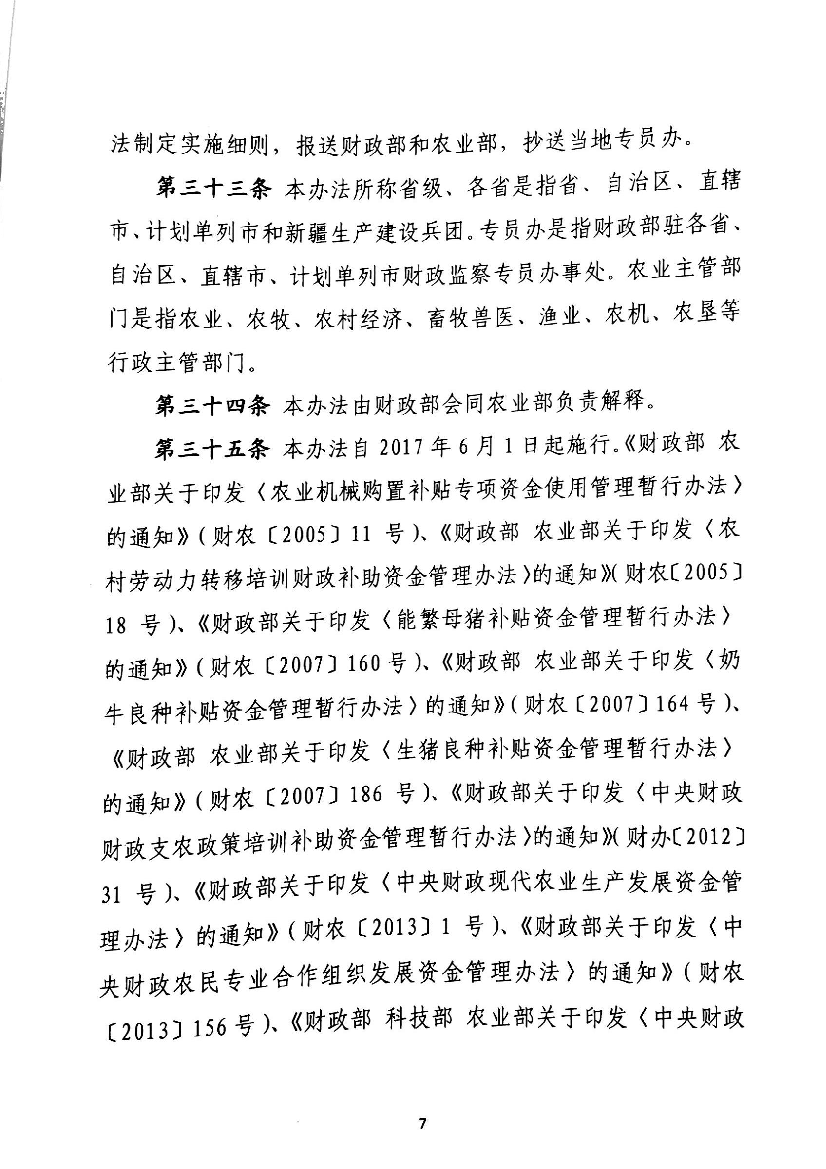 法制定实施细则，报送财政部和农业部，抄送当地专员办。
第三十三条 本办法所称省级、各省是指省、自治区、直辖
市、计划单列市和新疆生产建设兵团。专员办是指财政部驻各省、
自治区、直辖市、计划单列市财政监察专员办事处。农业主管部
门是指农业、农牧、农村经济、畜牧兽医、渔业、农机、农垦等
行政主管部门。
第三十四条 本办法由财政部会同农业部负责解释。
第三十五条 本办法自 2017 年 6 月 1 日起施行。《财政部 农
业部关于印发〈农业机械购置补贴专项资金使用管理暂行办法〉
的通知》（财农〔2005〕11 号）、《财政部 农业部关于印发〈农
村劳动力转移培训财政补助资金管理办法〉的通知》（财农〔2005〕
18 号）、《财政部关于印发〈能繁母猪补贴资金管理暂行办法〉
的通知》（财农〔2007〕160 号）、《财政部 农业部关于印发〈奶
牛良种补贴资金管理暂行办法〉的通知》（财农〔2007〕164 号）、
《财政部 农业部关于印发〈生猪良种补贴资金管理暂行办法〉
的通知》（财农〔2007〕186 号）、《财政部关于印发〈中央财政
财政支农政策培训补助资金管理暂行办法〉的通知》（财办〔2012〕
31 号）、《财政部关于印发〈中央财政现代农业生产发展资金管
理办法〉的通知》（财农〔2013〕1 号）、《财政部关于印发〈中
央财政农民专业合作组织发展资金管理办法〉的通知》（财农
〔2013〕156 号）、《财政部 科技部 农业部关于印发〈中央财政
7